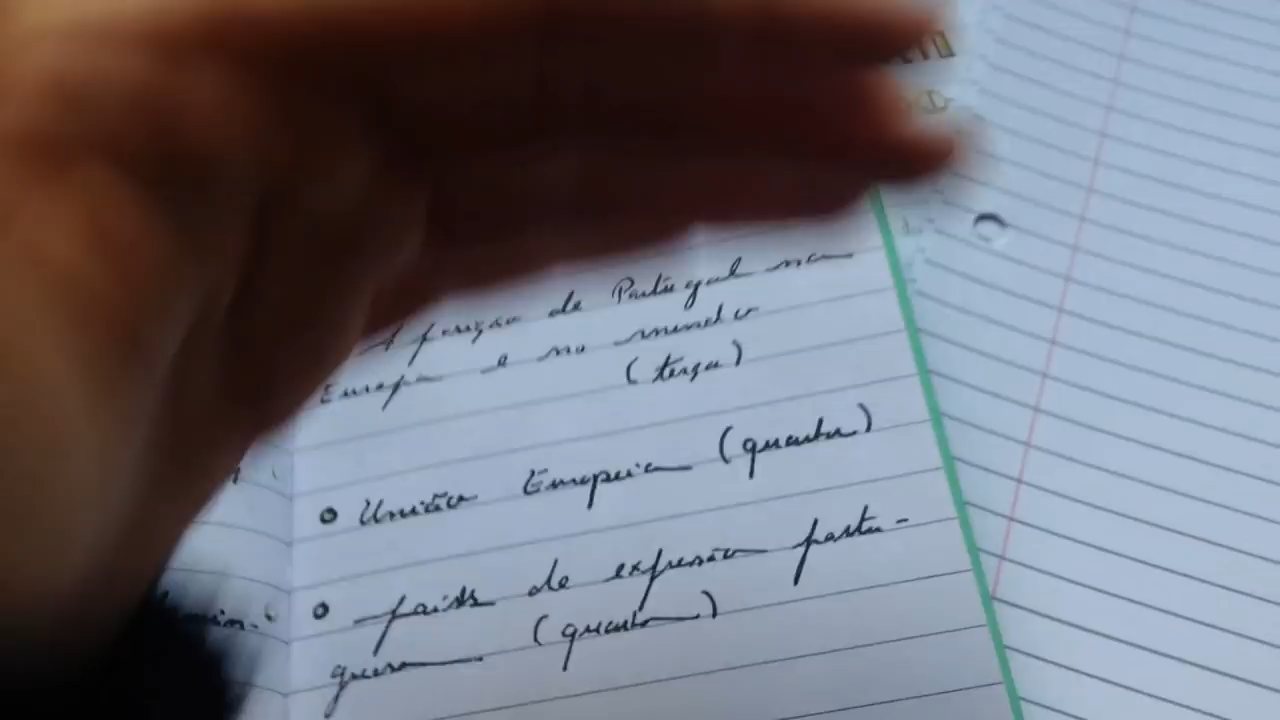 A posição de Portugal na
Europa e no mundo
(terça)
União Europeia (quarta)
países de expressão portu-
guesa (quarta)